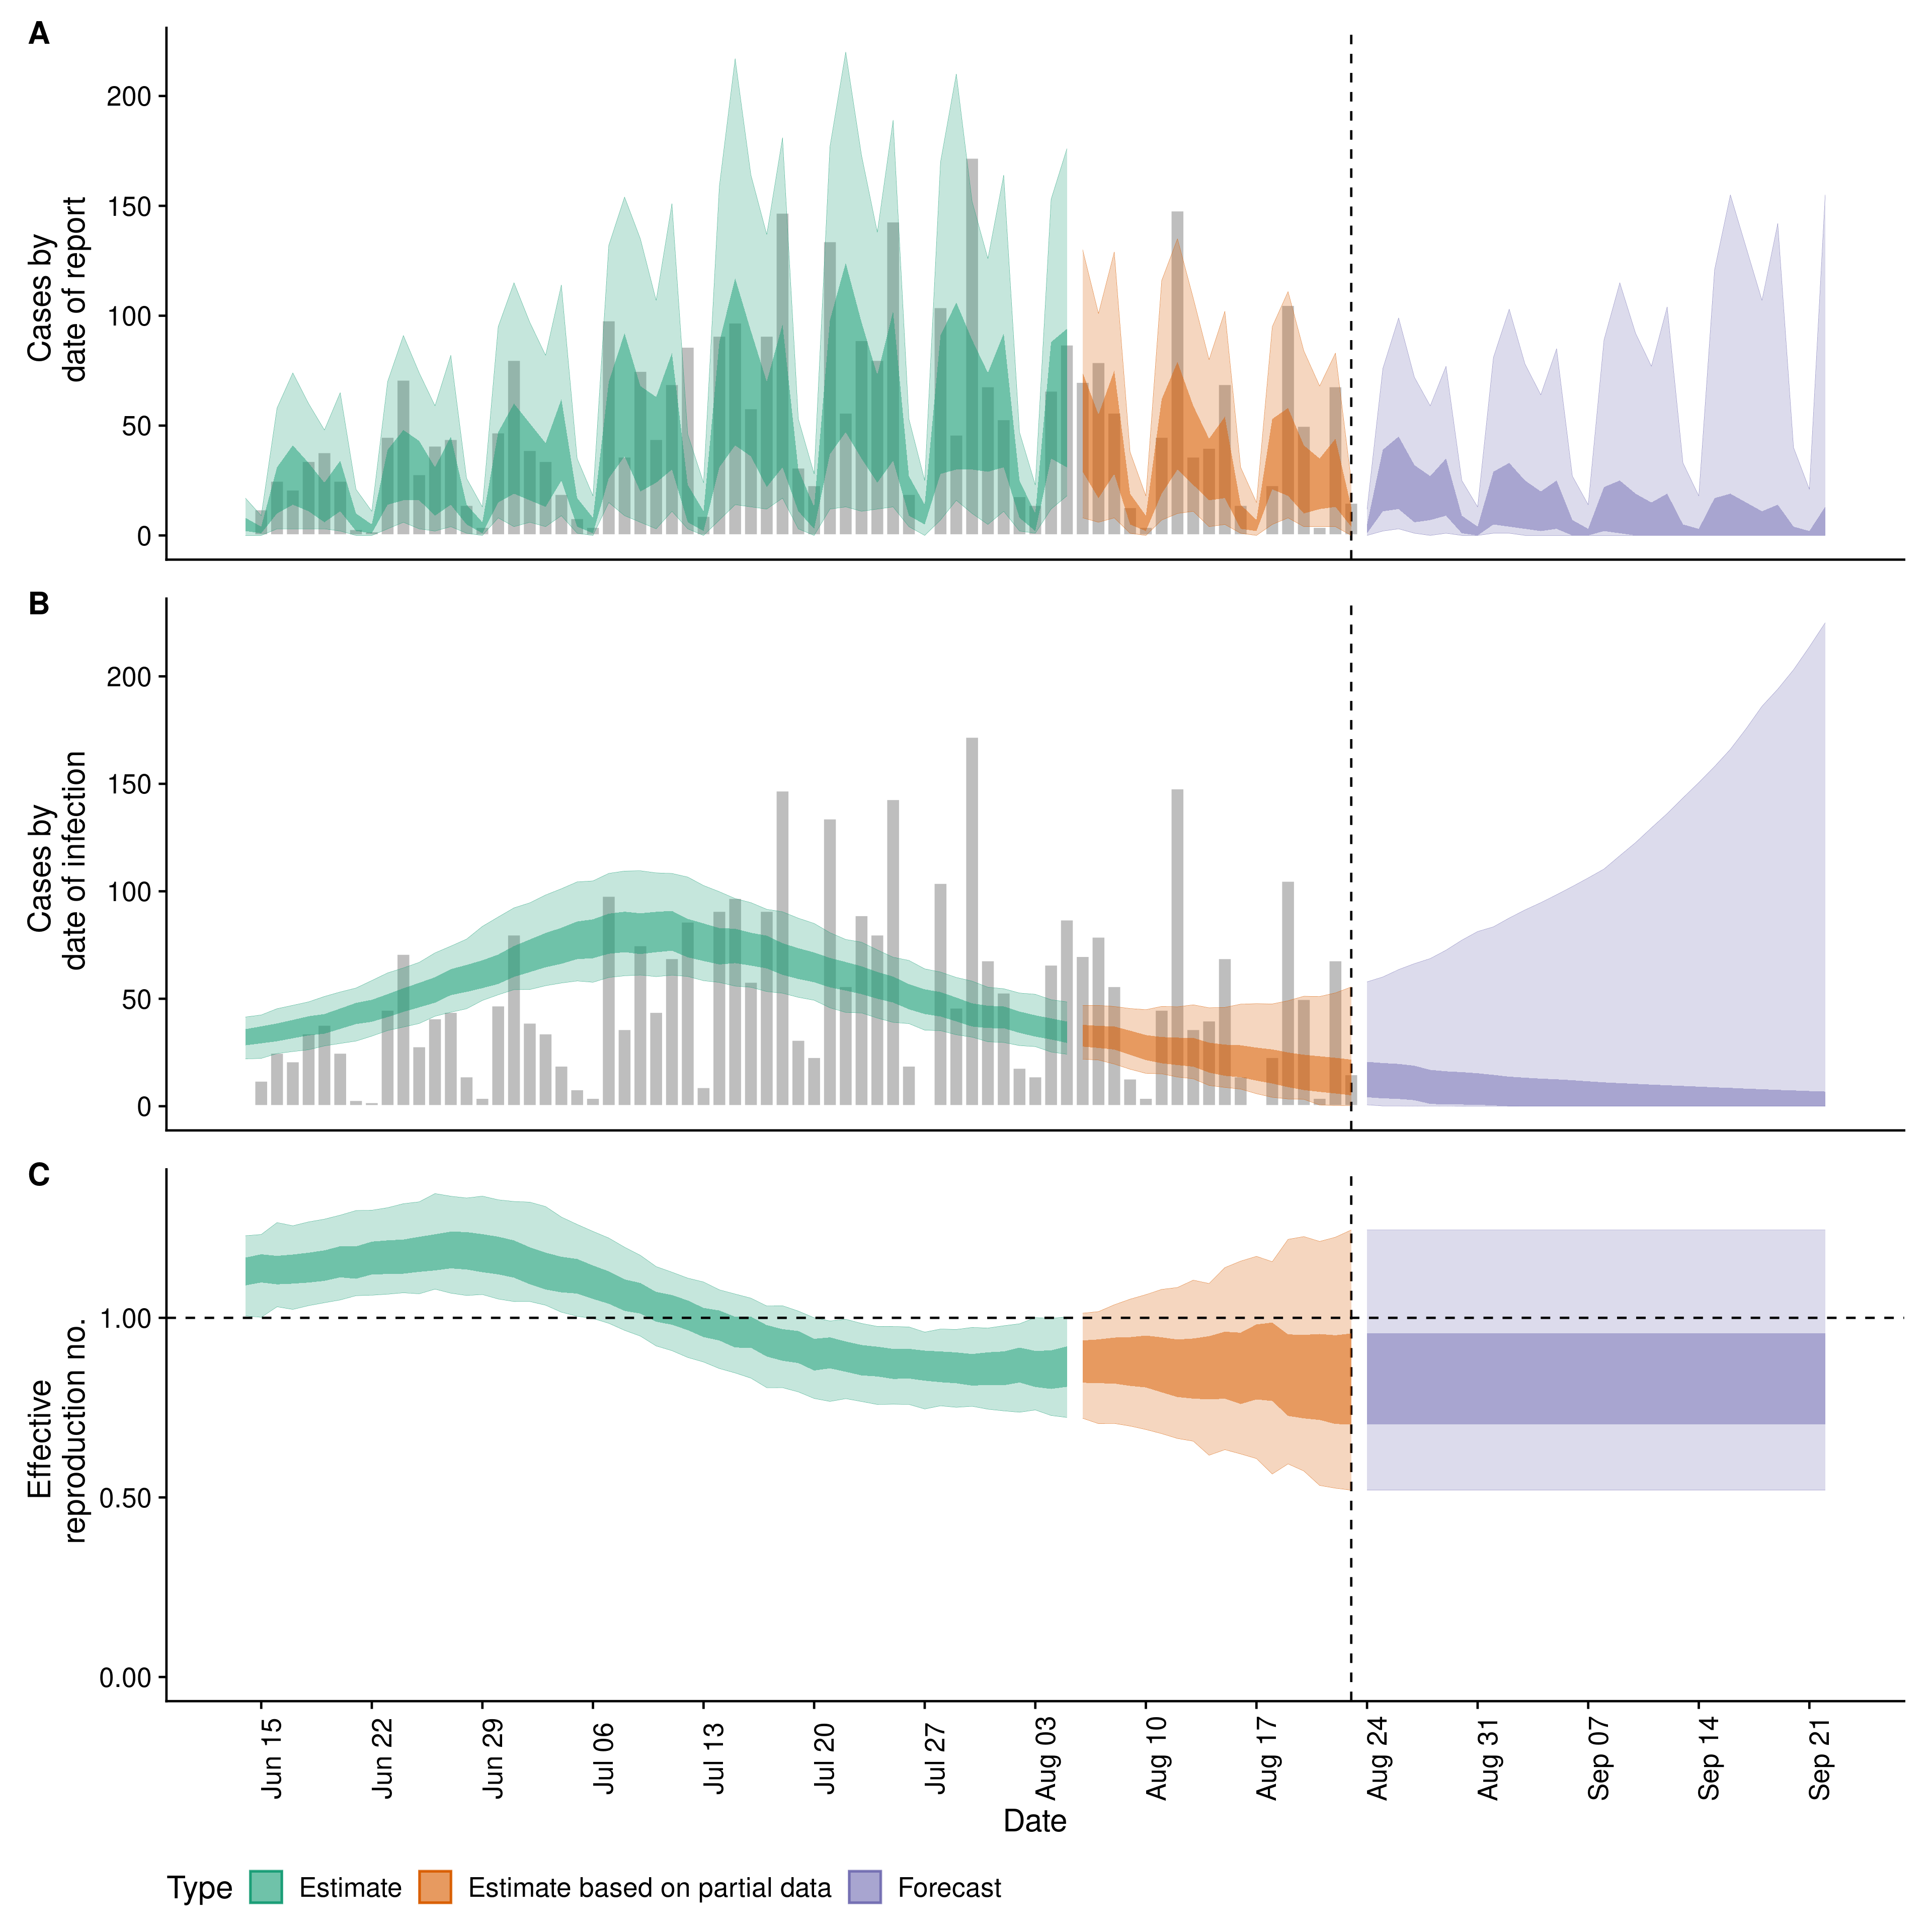 A
Cases by
date of report
200
150
100
50
0
B
Cases by
date of infection
200
150
100
50
0
C
Effective
reproduction no.
1.00
0.50
0.00
Jun 15
Jun 22
Jun 29
Jul 06
Jul 13
Jul 20
Jul 27
Aug 03
Aug 10
Aug 17
Aug 24
Aug 31
Sep 07
Sep 14
Sep 21
Date
Type Estimate Estimate based on partial data Forecast